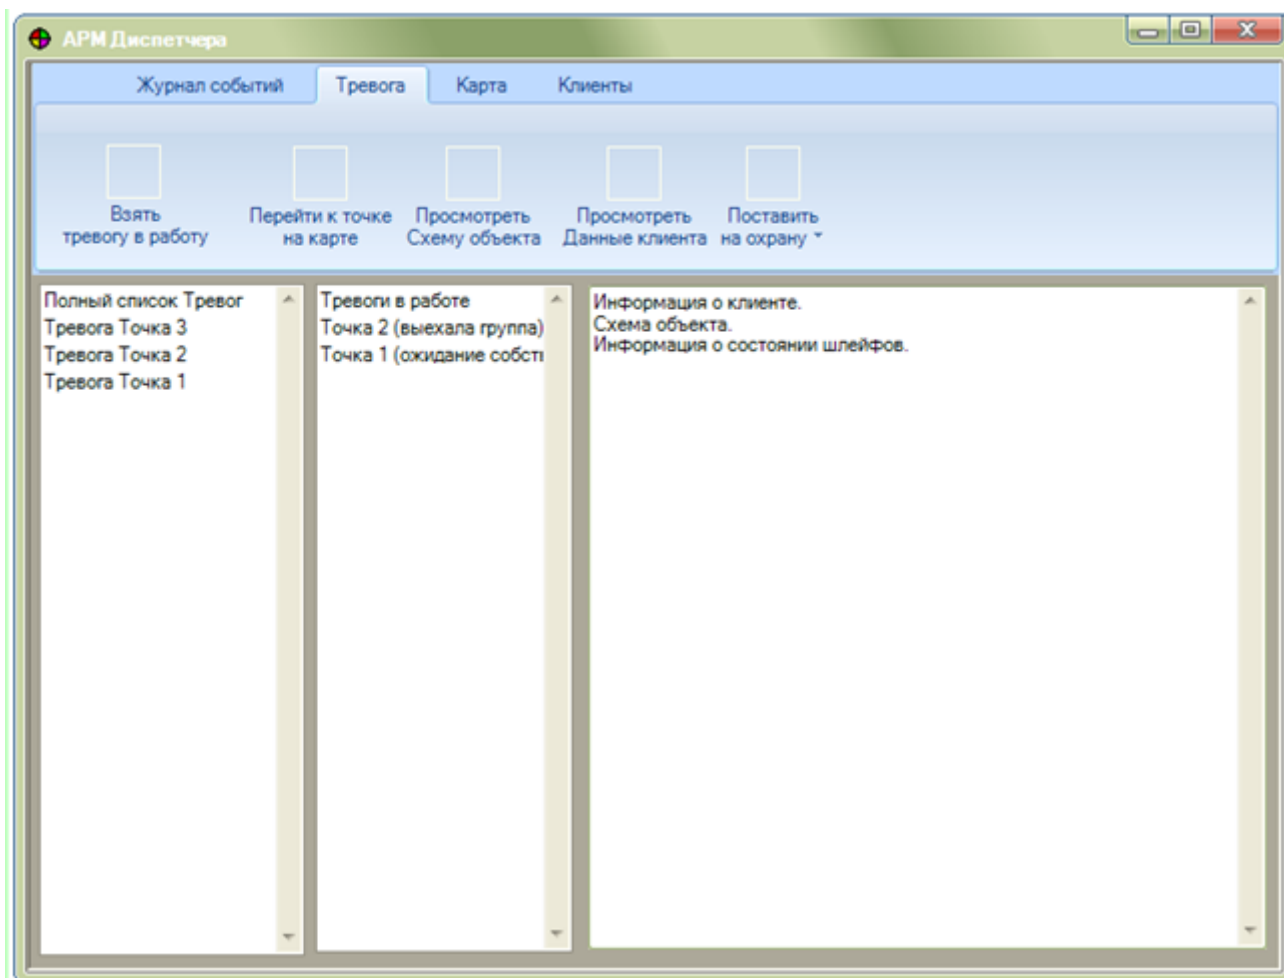 АРМ Диспетчера
Журнал событий Тревога Карта Клиенты
Взять
тревогу в работу
Перейти к точке
на карте
Просмотреть
Схему объекта
Просмотреть
Данные клиента
Поставить
на охрану
Полный список Тревог
Тревога Точка 3
Тревога Точка 2
Тревога Точка 1
Тревоги в работе
Точка 2 (выехала группа)
Точка 1 (ожидание собст
Информация о клиенте.
Схема объекта.
Информация о состоянии шлейфов.